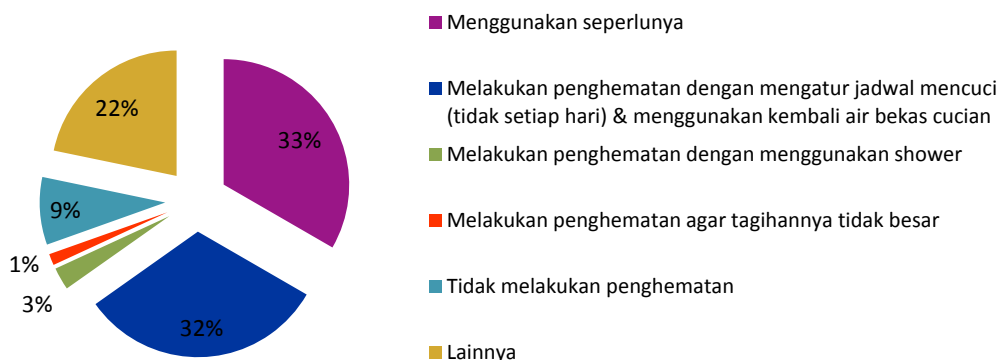 22%
33%
9%
1%
3%
32%
Menggunakan seperlunya
Melakukan penghematan dengan mengatur jadwal mencuci
(tidak setiap hari) & menggunakan kembali air bekas cucian
Melakukan penghematan dengan menggunakan shower
Melakukan penghematan agar tagihannya tidak besar
Tidak melakukan penghematan
Lainnya